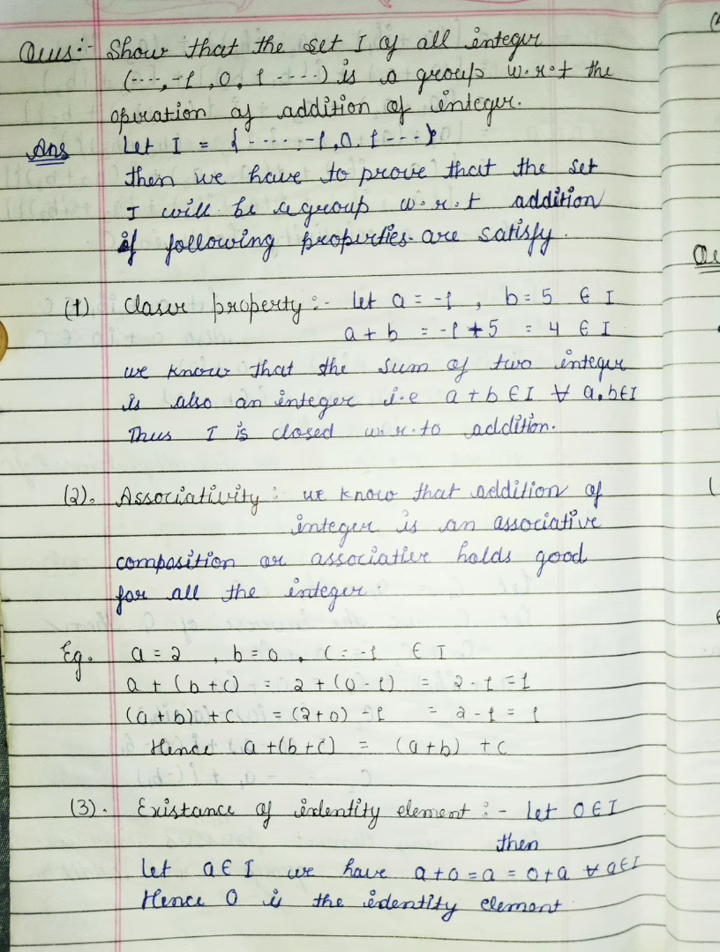 Ques:- Show that the set I of all integer
(----, -1, 0, 1 ----) is a group w.r.t the
operation of addition of integer.
Ans Let I = {-----, -1, 0, 1 ---}
then we have to prove that the set
I will be a group w.r.t addition
if following properties are satisfy.
(1) Closer property :- let a = -1 , b = 5 ∈ I
a + b = -1 + 5 = 4 ∈ I
we know that the sum of two integer
is also an integer i.e a + b ∈ I ∀ a, b ∈ I
Thus I is closed w.r.to addition.
(2). Associativity : we know that addition of
integer is an associative
composition or associative holds good
for all the integer
Eg. a = 2 , b = 0 , c = -1 ∈ I
a + (b + c) = 2 + (0 - 1) = 2 - 1 = 1
(a + b) + c = (2 + 0) - 1 = 2 - 1 = 1
Hence a + (b + c) = (a + b) + c
(3). Existance of identity element :- Let 0 ∈ I
then
let a ∈ I we have a + 0 = a = 0 + a ∀ a ∈ I
Hence 0 is the identity element